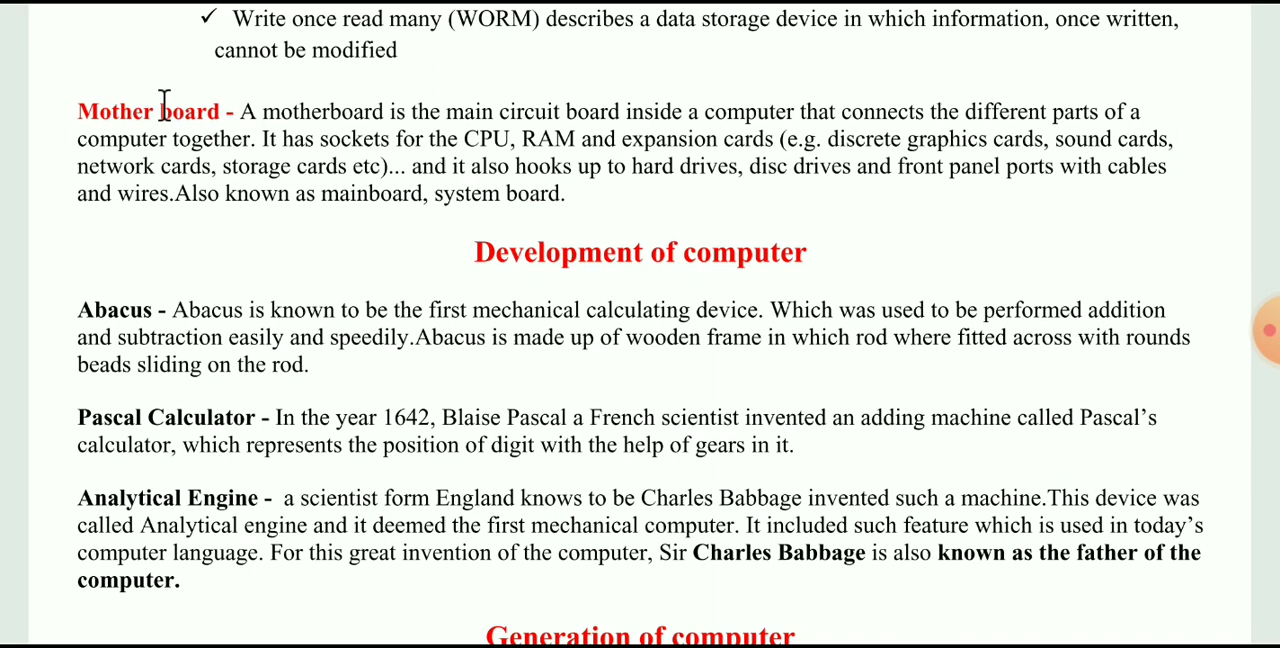 ✓ Write once read many (WORM) describes a data storage device in which information, once written,
cannot be modified
Mother board - A motherboard is the main circuit board inside a computer that connects the different parts of a
computer together. It has sockets for the CPU, RAM and expansion cards (e.g. discrete graphics cards, sound cards,
network cards, storage cards etc)... and it also hooks up to hard drives, disc drives and front panel ports with cables
and wires.Also known as mainboard, system board.
Development of computer
Abacus - Abacus is known to be the first mechanical calculating device. Which was used to be performed addition
and subtraction easily and speedily.Abacus is made up of wooden frame in which rod where fitted across with rounds
beads sliding on the rod.
Pascal Calculator - In the year 1642, Blaise Pascal a French scientist invented an adding machine called Pascal's
calculator, which represents the position of digit with the help of gears in it.
Analytical Engine - a scientist form England knows to be Charles Babbage invented such a machine.This device was
called Analytical engine and it deemed the first mechanical computer. It included such feature which is used in today's
computer language. For this great invention of the computer, Sir Charles Babbage is also known as the father of the
computer.
Generation of computer